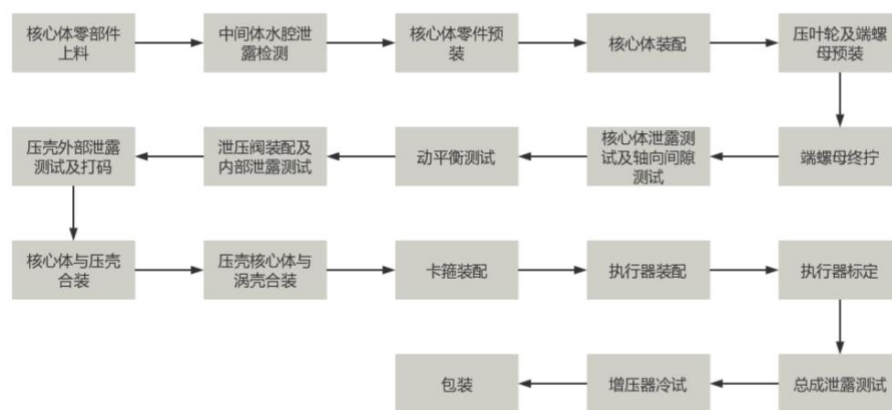 核心体零部件
上料
中间体水腔泄
露检测
核心体零件预
装
核心体装配
压叶轮及端螺
母预装
压壳外部泄露
测试及打码
泄压阀装配及
内部泄露测试
动平衡测试
核心体泄露测
试及轴向间隙
测试
端螺母终拧
核心体与压壳
合装
压壳核心体与
涡壳合装
卡箍装配
执行器装配
执行器标定
包装
增压器冷试
总成泄露测试